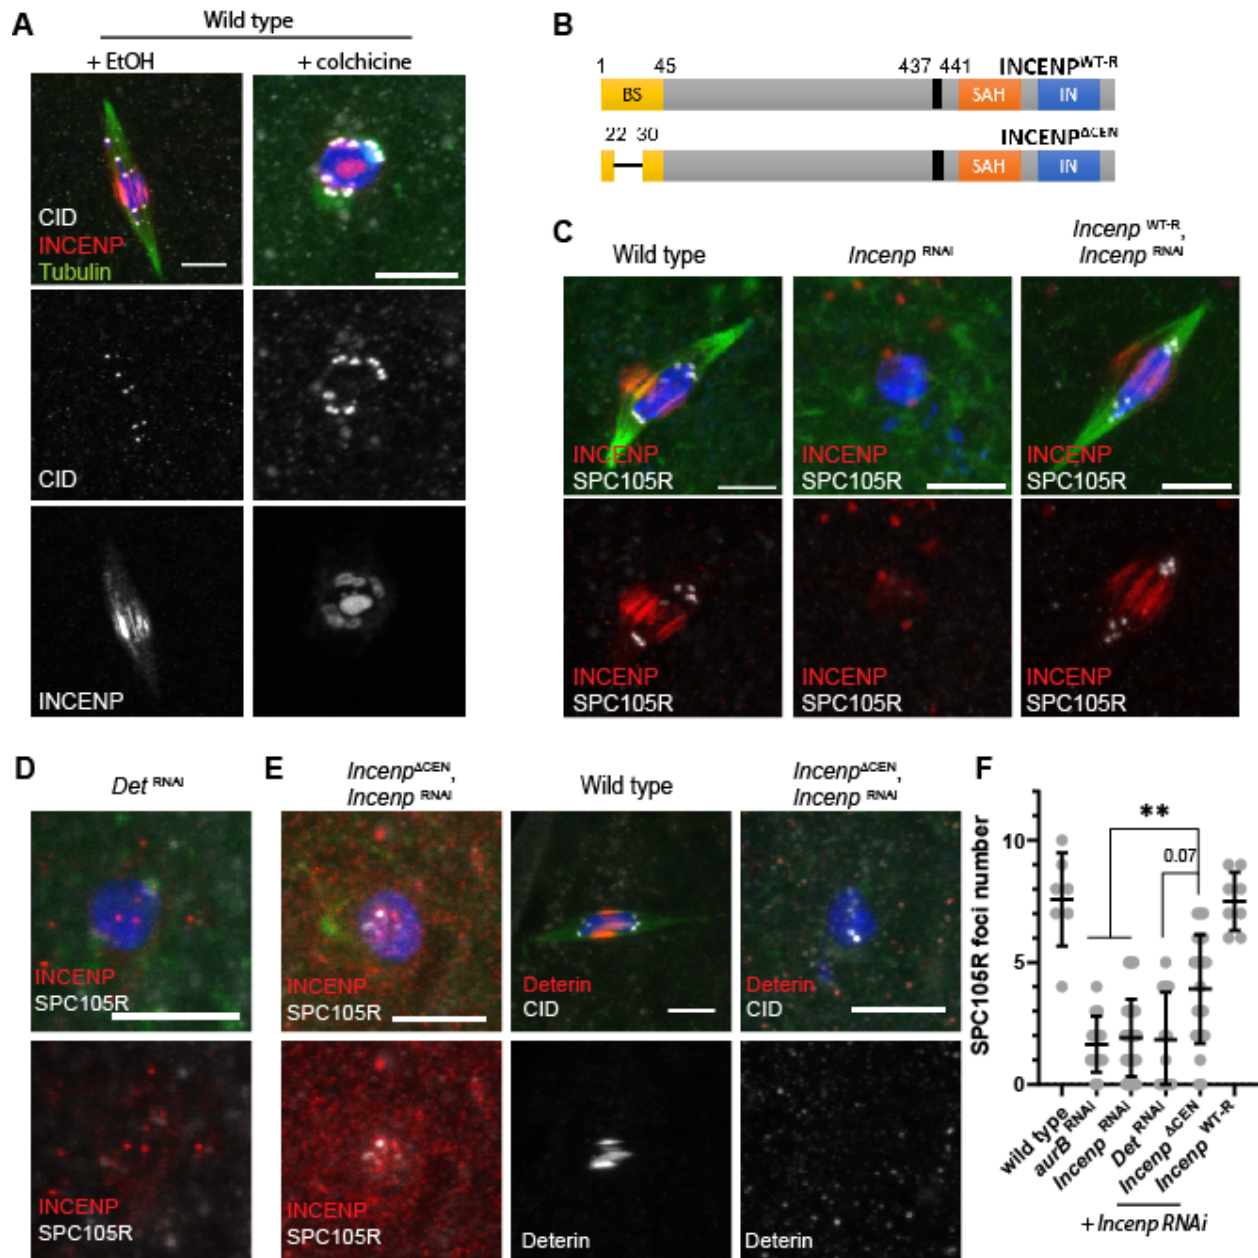 A
Wild type
+ EtOH
+ colchicine
CID
INCENP
Tubulin
CID
INCENP
B
1 45 437 441 INCENP^WT-R
BS SAH IN
22 30 INCENP^ΔCEN
SAH IN
C
Wild type
Incenp ^RNAi
Incenp ^WT-R,
Incenp ^RNAi
INCENP
SPC105R
INCENP
SPC105R
INCENP
SPC105R
INCENP
SPC105R
INCENP
SPC105R
INCENP
SPC105R
D
Det ^RNAi
INCENP
SPC105R
INCENP
SPC105R
E
Incenp^ΔCEN,
Incenp ^RNAi
Wild type
Incenp^ΔCEN,
Incenp ^RNAi
INCENP
SPC105R
Deterin
CID
Deterin
CID
INCENP
SPC105R
Deterin
Deterin
F
**
0.07
SPC105R foci number
10
5
0
wild type
aurB ^RNAi
Incenp ^RNAi
Det ^RNAi
Incenp ^ΔCEN
Incenp ^WT-R
+ Incenp RNAi